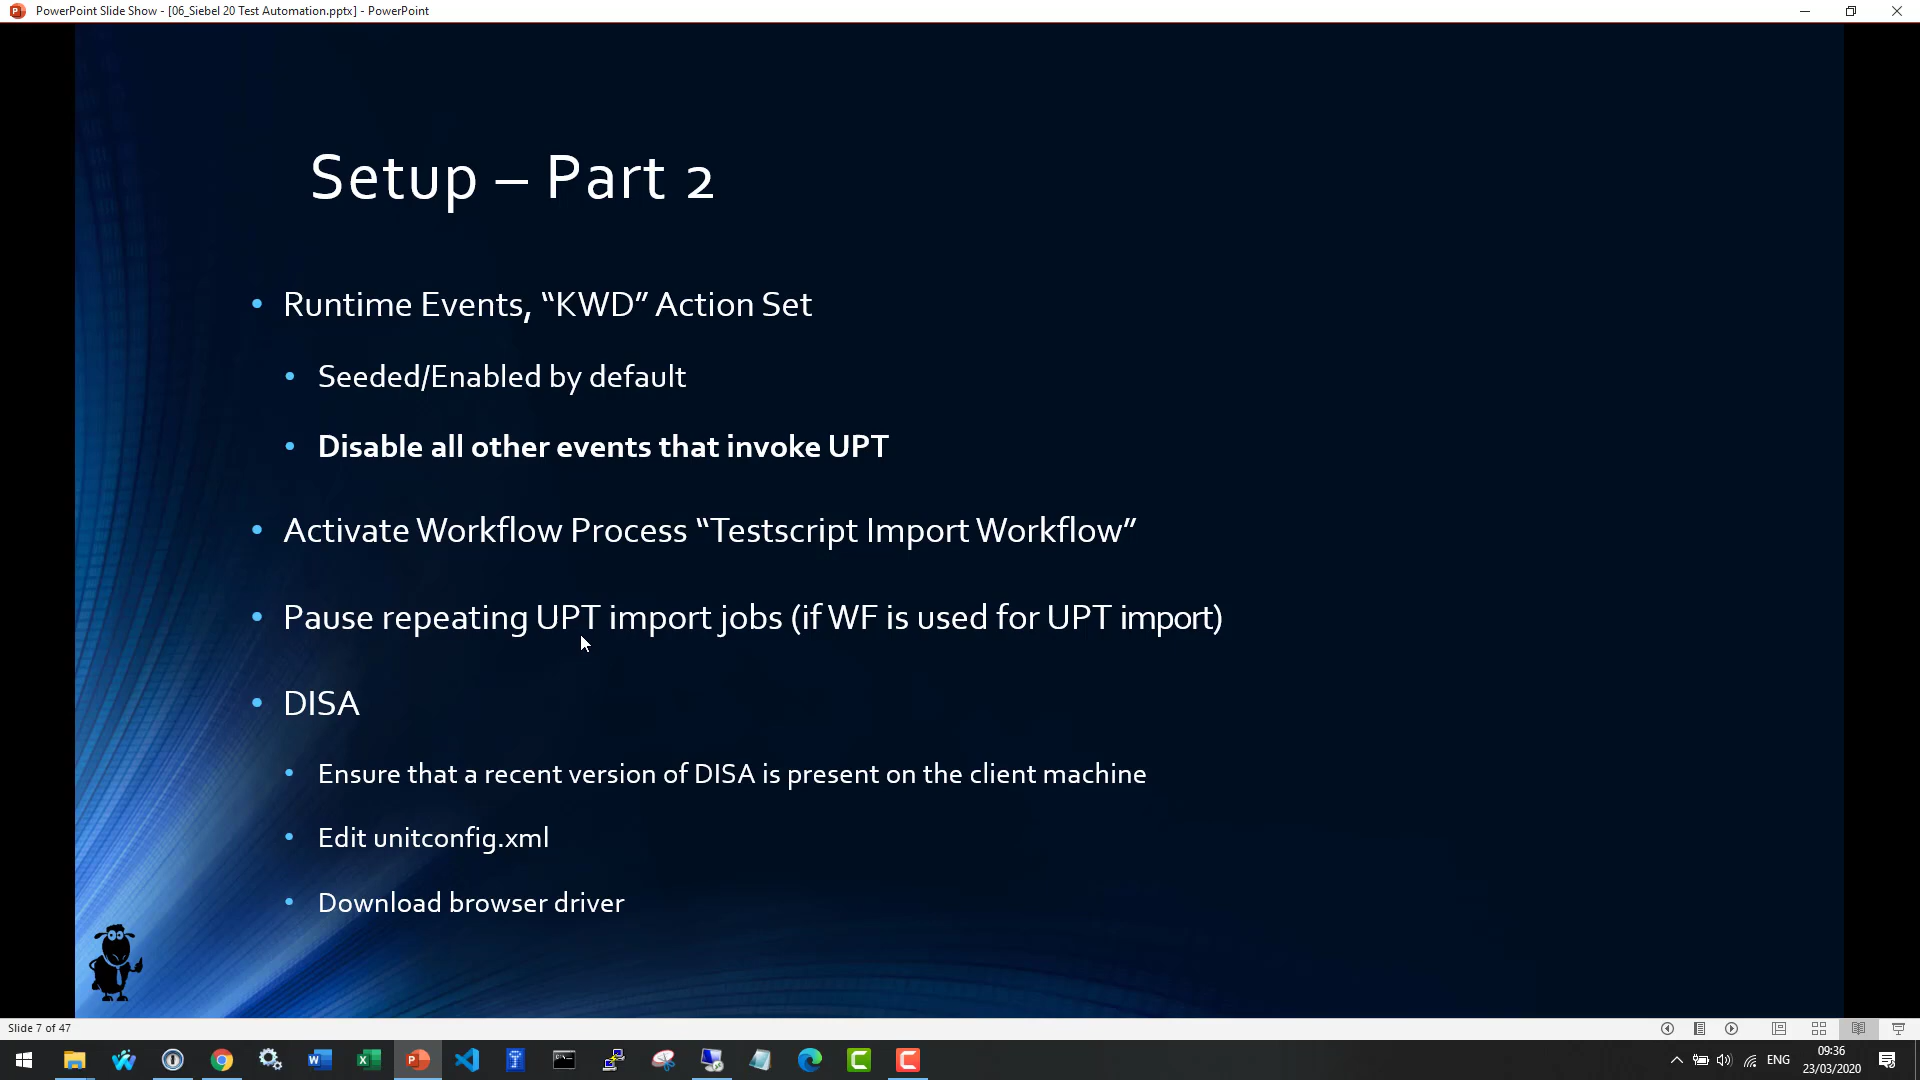 PowerPoint Slide Show - [06_Siebel 20 Test Automation.pptx] - PowerPoint
Setup – Part 2
• Runtime Events, “KWD” Action Set
• Seeded/Enabled by default
• Disable all other events that invoke UPT
• Activate Workflow Process “Testscript Import Workflow”
• Pause repeating UPT import jobs (if WF is used for UPT import)
• DISA
• Ensure that a recent version of DISA is present on the client machine
• Edit unitconfig.xml
• Download browser driver
Slide 7 of 47
ENG
09:36
23/03/2020